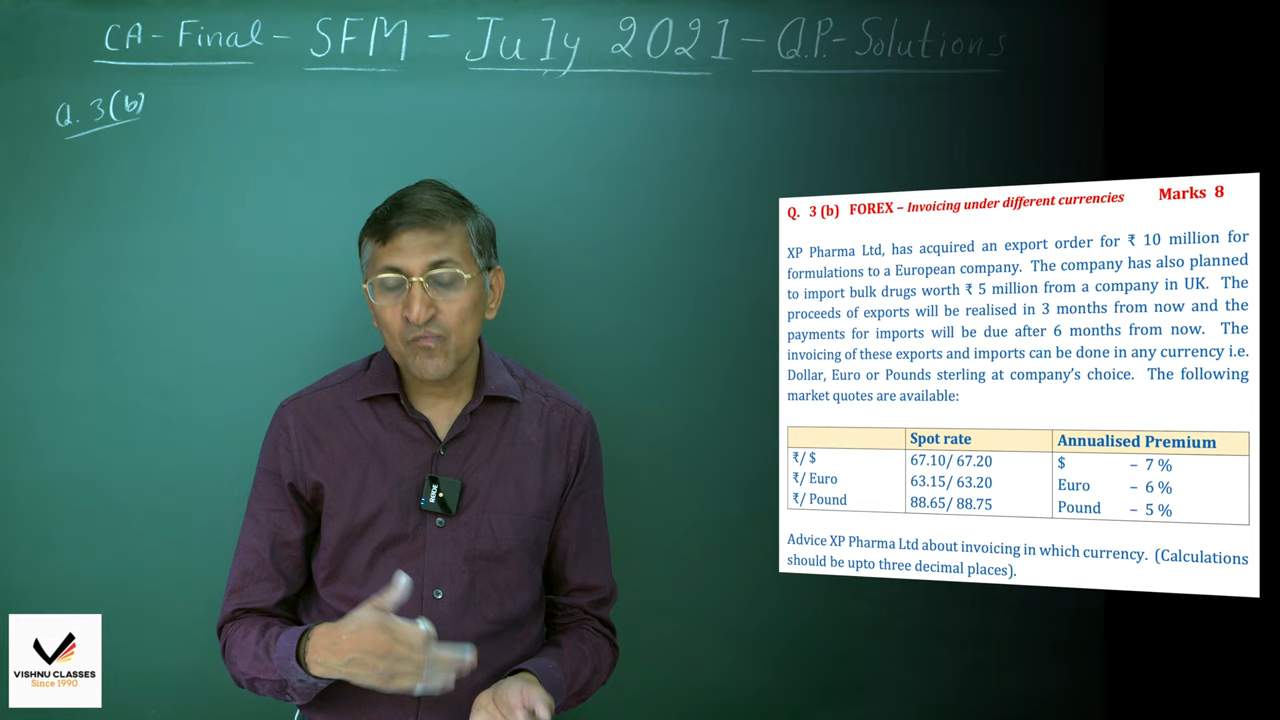 CA-Final - SFM - July 2021 - Q.P.-Solutions
Q. 3(b)
Q. 3 (b) FOREX – Invoicing under different currencies Marks 8
XP Pharma Ltd, has acquired an export order for ₹ 10 million for
formulations to a European company. The company has also planned
to import bulk drugs worth ₹ 5 million from a company in UK. The
proceeds of exports will be realised in 3 months from now and the
payments for imports will be due after 6 months from now. The
invoicing of these exports and imports can be done in any currency i.e.
Dollar, Euro or Pounds sterling at company's choice. The following
market quotes are available:
Spot rate Annualised Premium
₹/ $ 67.10/ 67.20 $ – 7 %
₹/ Euro 63.15/ 63.20 Euro – 6 %
₹/ Pound 88.65/ 88.75 Pound – 5 %
Advice XP Pharma Ltd about invoicing in which currency. (Calculations
should be upto three decimal places).
RODE
VISHNU CLASSES
Since 1990